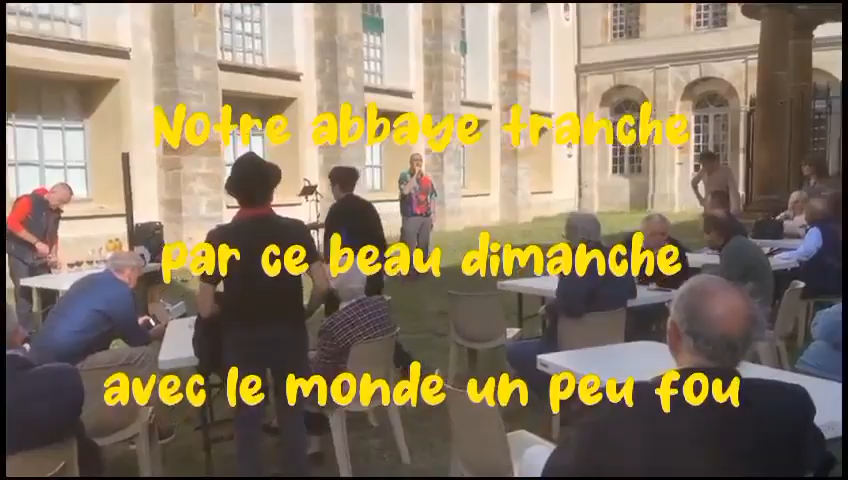 Notre abbaye tranche
par ce beau dimanche
avec le monde un peu fou